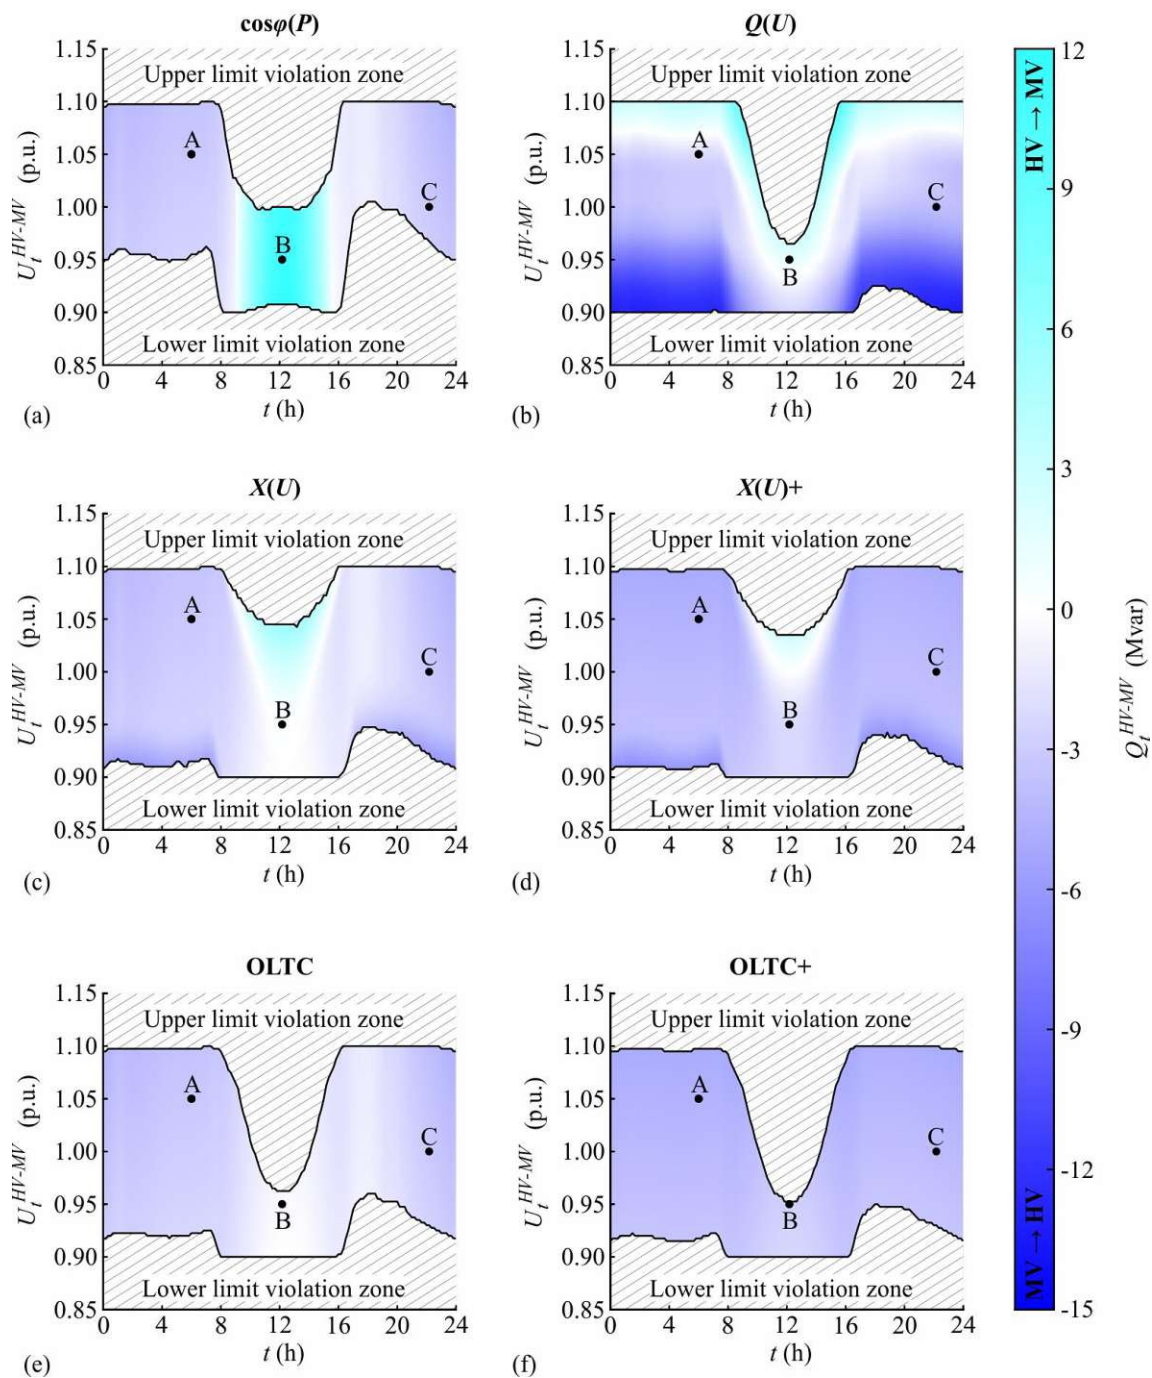 cosφ(P)
1.15
1.10
1.05
1.00
0.95
0.90
0.85
U_t^{HV-MV} (p.u.)
Upper limit violation zone
A
B
C
Lower limit violation zone
0 4 8 12 16 20 24
t (h)
(a)
Q(U)
1.15
1.10
1.05
1.00
0.95
0.90
0.85
U_t^{HV-MV} (p.u.)
Upper limit violation zone
A
B
C
Lower limit violation zone
0 4 8 12 16 20 24
t (h)
(b)
X(U)
1.15
1.10
1.05
1.00
0.95
0.90
0.85
U_t^{HV-MV} (p.u.)
Upper limit violation zone
A
B
C
Lower limit violation zone
0 4 8 12 16 20 24
t (h)
(c)
X(U)+
1.15
1.10
1.05
1.00
0.95
0.90
0.85
U_t^{HV-MV} (p.u.)
Upper limit violation zone
A
B
C
Lower limit violation zone
0 4 8 12 16 20 24
t (h)
(d)
OLTC
1.15
1.10
1.05
1.00
0.95
0.90
0.85
U_t^{HV-MV} (p.u.)
Upper limit violation zone
A
B
C
Lower limit violation zone
0 4 8 12 16 20 24
t (h)
(e)
OLTC+
1.15
1.10
1.05
1.00
0.95
0.90
0.85
U_t^{HV-MV} (p.u.)
Upper limit violation zone
A
B
C
Lower limit violation zone
0 4 8 12 16 20 24
t (h)
(f)
HV → MV
MV → HV
12
9
6
3
0
-3
-6
-9
-12
-15
Q_t^{HV-MV} (Mvar)